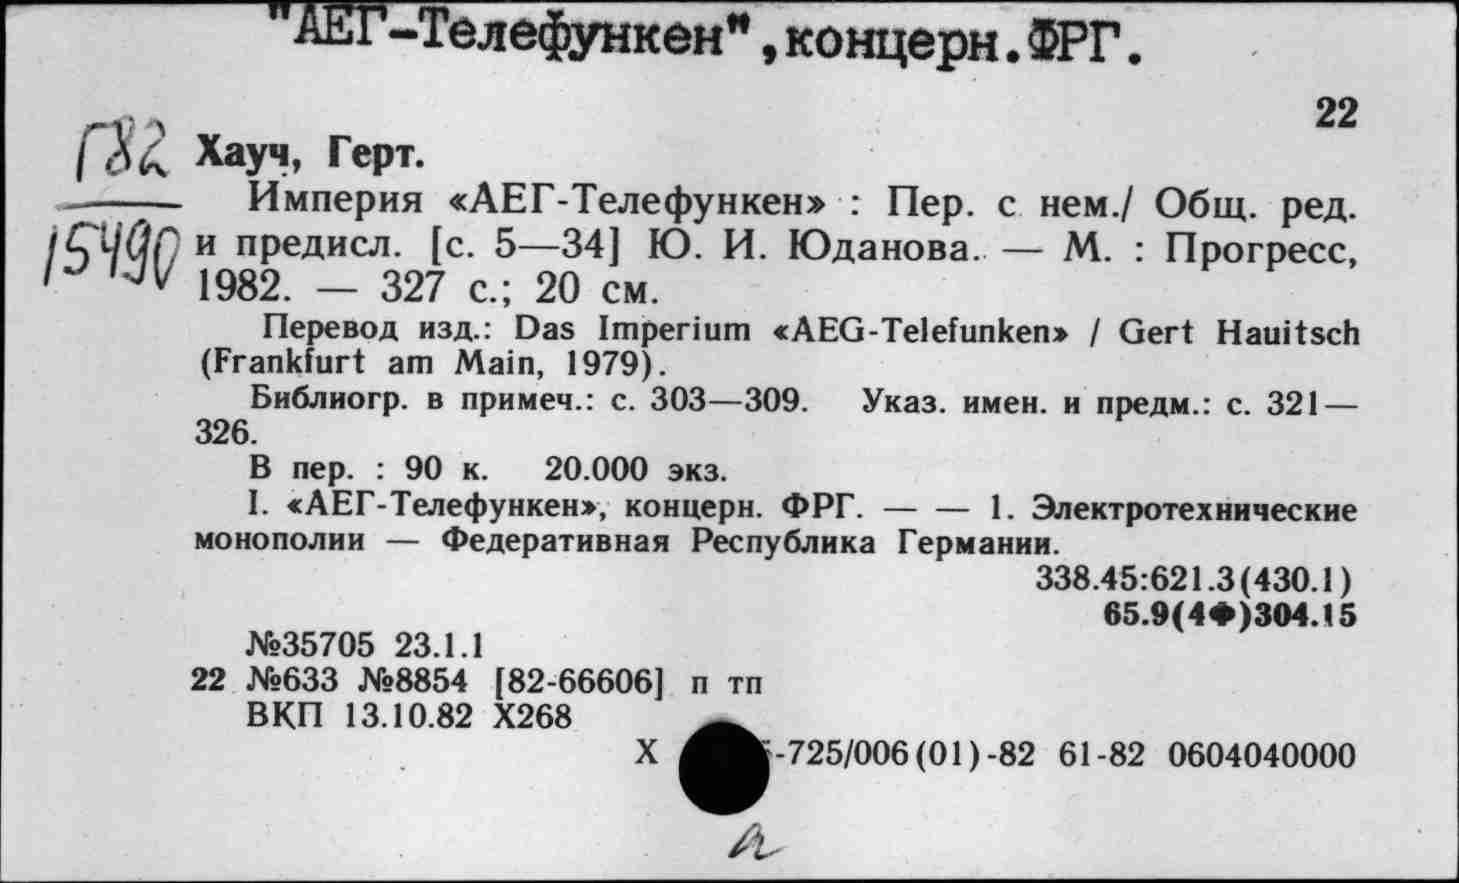 "АЕГ-Телефункен", концерн. ФРГ.
22
Г82 Хауч, Герт.
Империя «АЕГ-Телефункен» : Пер. с нем./ Общ. ред.
15490 и предисл. [с. 5—34] Ю. И. Юданова. — М. : Прогресс,
1982. — 327 с.; 20 см.
Перевод изд.: Das Imperium «AEG-Telefunken» / Gert Hauitsch
(Frankfurt am Main, 1979).
Библиогр. в примеч.: с. 303—309. Указ. имен. и предм.: с. 321—
326.
В пер. : 90 к. 20.000 экз.
I. «АЕГ-Телефункен», концерн. ФРГ. — — 1. Электротехнические
монополии — Федеративная Республика Германии.
338.45:621.3(430.1)
65.9(4Ф)304.15
№35705 23.1.1
22 №633 №8854 [82-66606] п тп
ВКП 13.10.82 Х268
Х -725/006(01)-82 61-82 0604040000